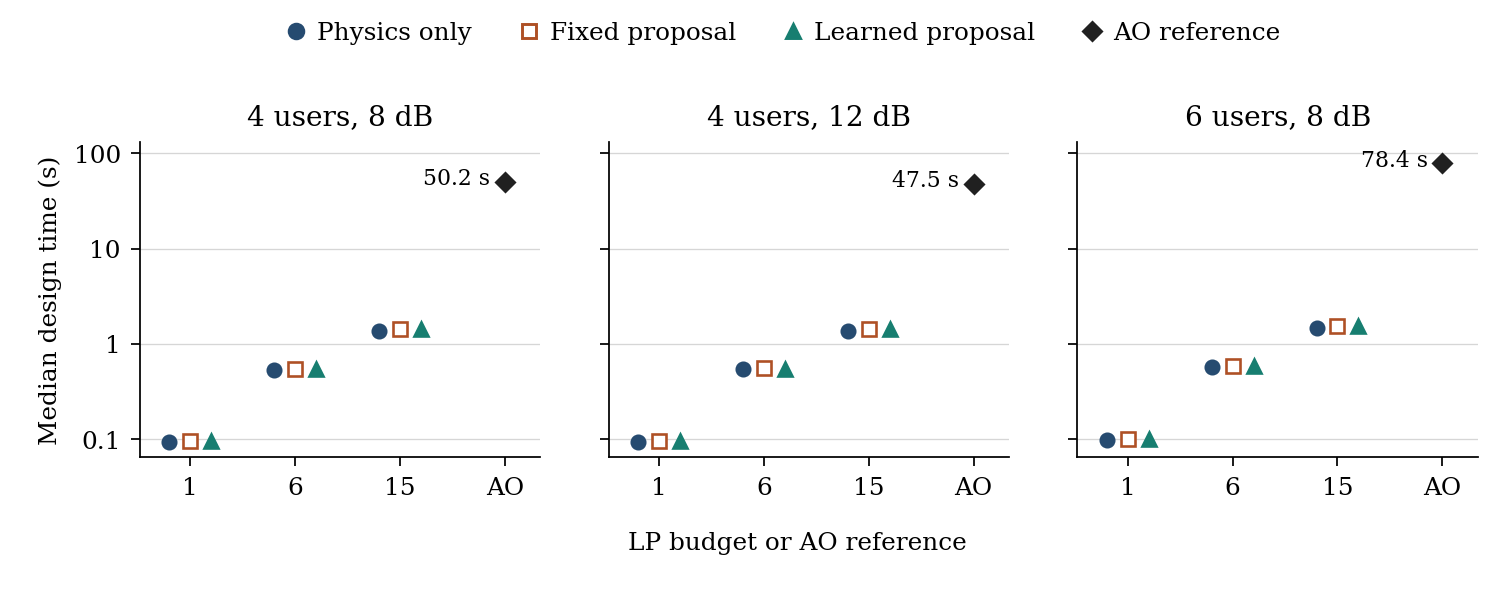 Physics only Fixed proposal Learned proposal AO reference
4 users, 8 dB 4 users, 12 dB 6 users, 8 dB
Median design time (s)
100
10
1
0.1
50.2 s
47.5 s
78.4 s
1 6 15 AO
1 6 15 AO
1 6 15 AO
LP budget or AO reference